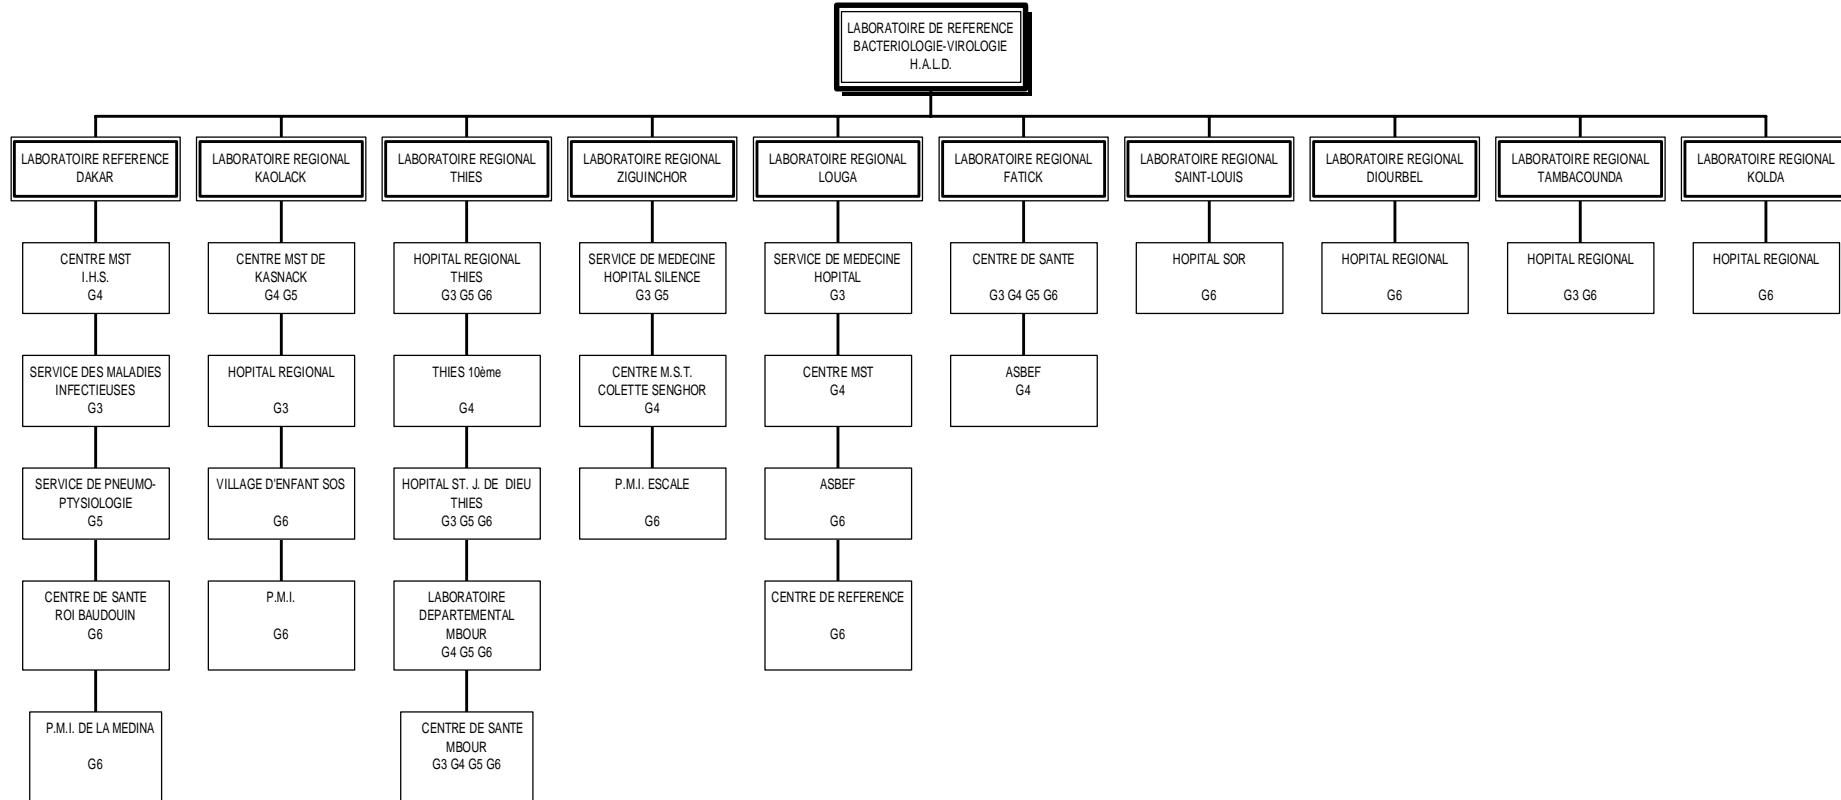 LABORATOIRE DE REFERENCE
BACTERIOLOGIE-VIROLOGIE
H.A.L.D.
LABORATOIRE REFERENCE
DAKAR
LABORATOIRE REGIONAL
KAOLACK
LABORATOIRE REGIONAL
THIES
LABORATOIRE REGIONAL
ZIGUINCHOR
LABORATOIRE REGIONAL
LOUGA
LABORATOIRE REGIONAL
FATICK
LABORATOIRE REGIONAL
SAINT-LOUIS
LABORATOIRE REGIONAL
DIOURBEL
LABORATOIRE REGIONAL
TAMBACOUNDA
LABORATOIRE REGIONAL
KOLDA
CENTRE MST
I.H.S.
G4
CENTRE MST DE
KASNACK
G4 G5
HOPITAL REGIONAL
THIES
G3 G5 G6
SERVICE DE MEDECINE
HOPITAL SILENCE
G3 G5
SERVICE DE MEDECINE
HOPITAL
G3
CENTRE DE SANTE
G3 G4 G5 G6
HOPITAL SOR
G6
HOPITAL REGIONAL
G6
HOPITAL REGIONAL
G3 G6
HOPITAL REGIONAL
G6
SERVICE DES MALADIES
INFECTIEUSES
G3
HOPITAL REGIONAL
G3
THIES 10ème
G4
CENTRE M.S.T.
COLETTE SENGHOR
G4
CENTRE MST
G4
ASBEF
G4
SERVICE DE PNEUMO-
PTYSIOLOGIE
G5
VILLAGE D'ENFANT SOS
G6
HOPITAL ST. J. DE DIEU
THIES
G3 G5 G6
P.M.I. ESCALE
G6
ASBEF
G6
CENTRE DE SANTE
ROI BAUDOUIN
G6
P.M.I.
G6
LABORATOIRE
DEPARTEMENTAL
MBOUR
G4 G5 G6
CENTRE DE REFERENCE
G6
P.M.I. DE LA MEDINA
G6
CENTRE DE SANTE
MBOUR
G3 G4 G5 G6